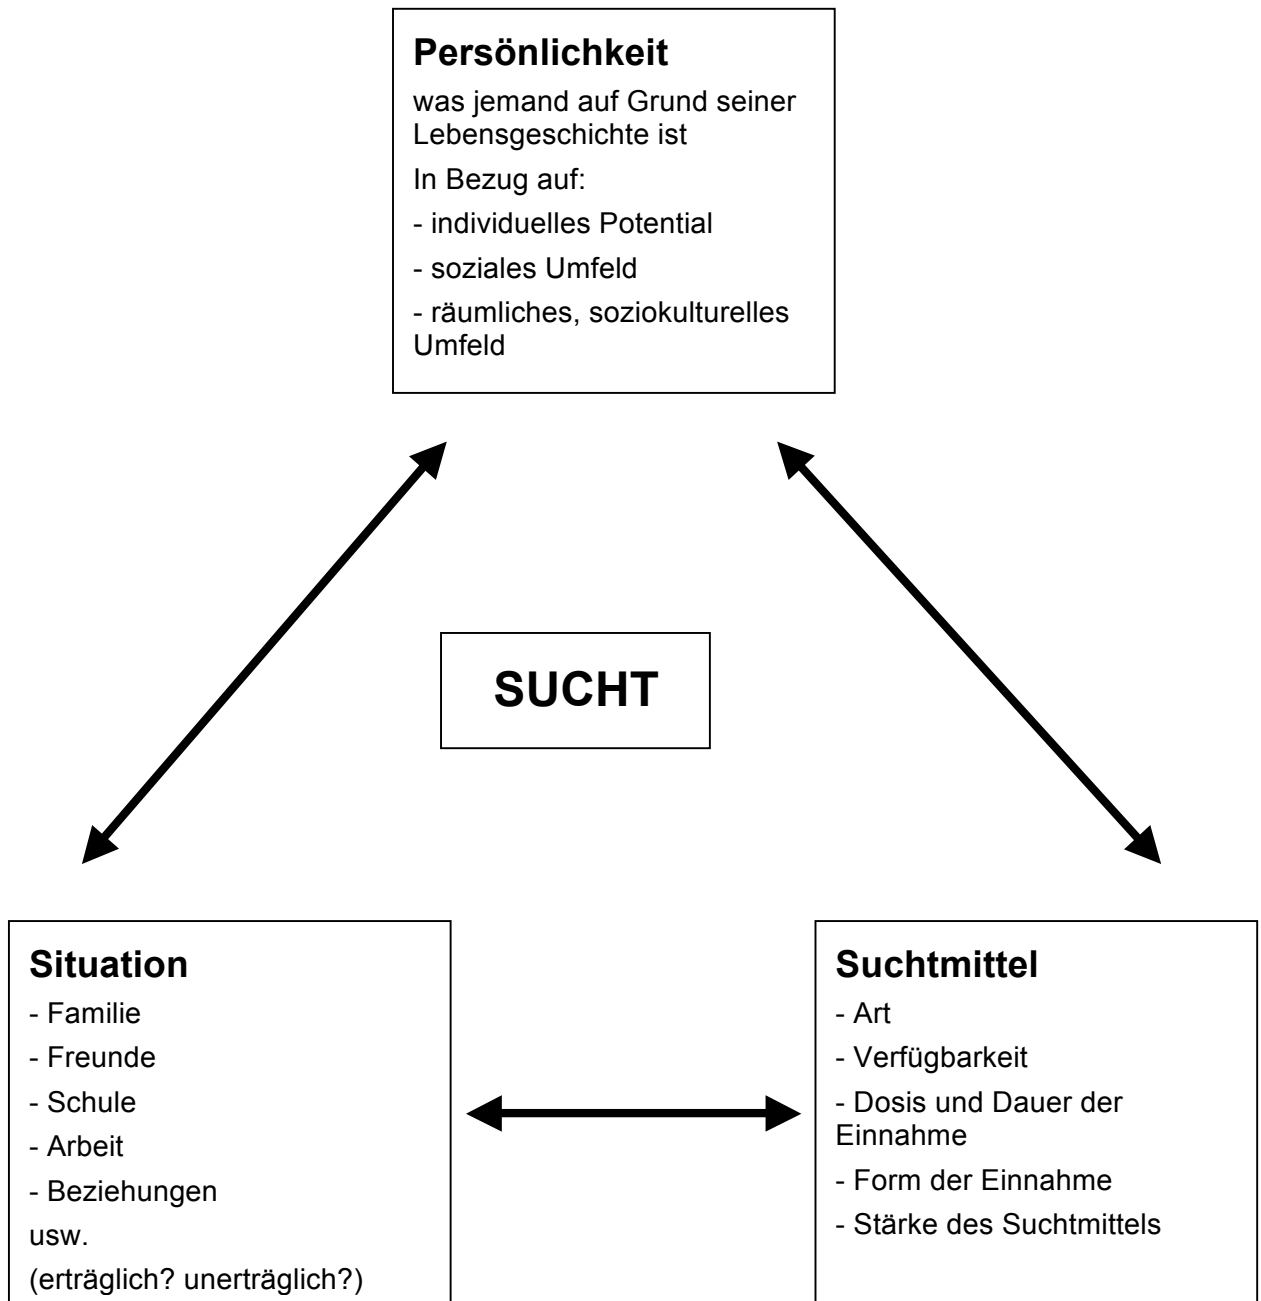 Persönlichkeit
was jemand auf Grund seiner
Lebensgeschichte ist
In Bezug auf:
- individuelles Potential
- soziales Umfeld
- räumliches, soziokulturelles
Umfeld
SUCHT
Situation
- Familie
- Freunde
- Schule
- Arbeit
- Beziehungen
usw.
(erträglich? unerträglich?)
Suchtmittel
- Art
- Verfügbarkeit
- Dosis und Dauer der
Einnahme
- Form der Einnahme
- Stärke des Suchtmittels